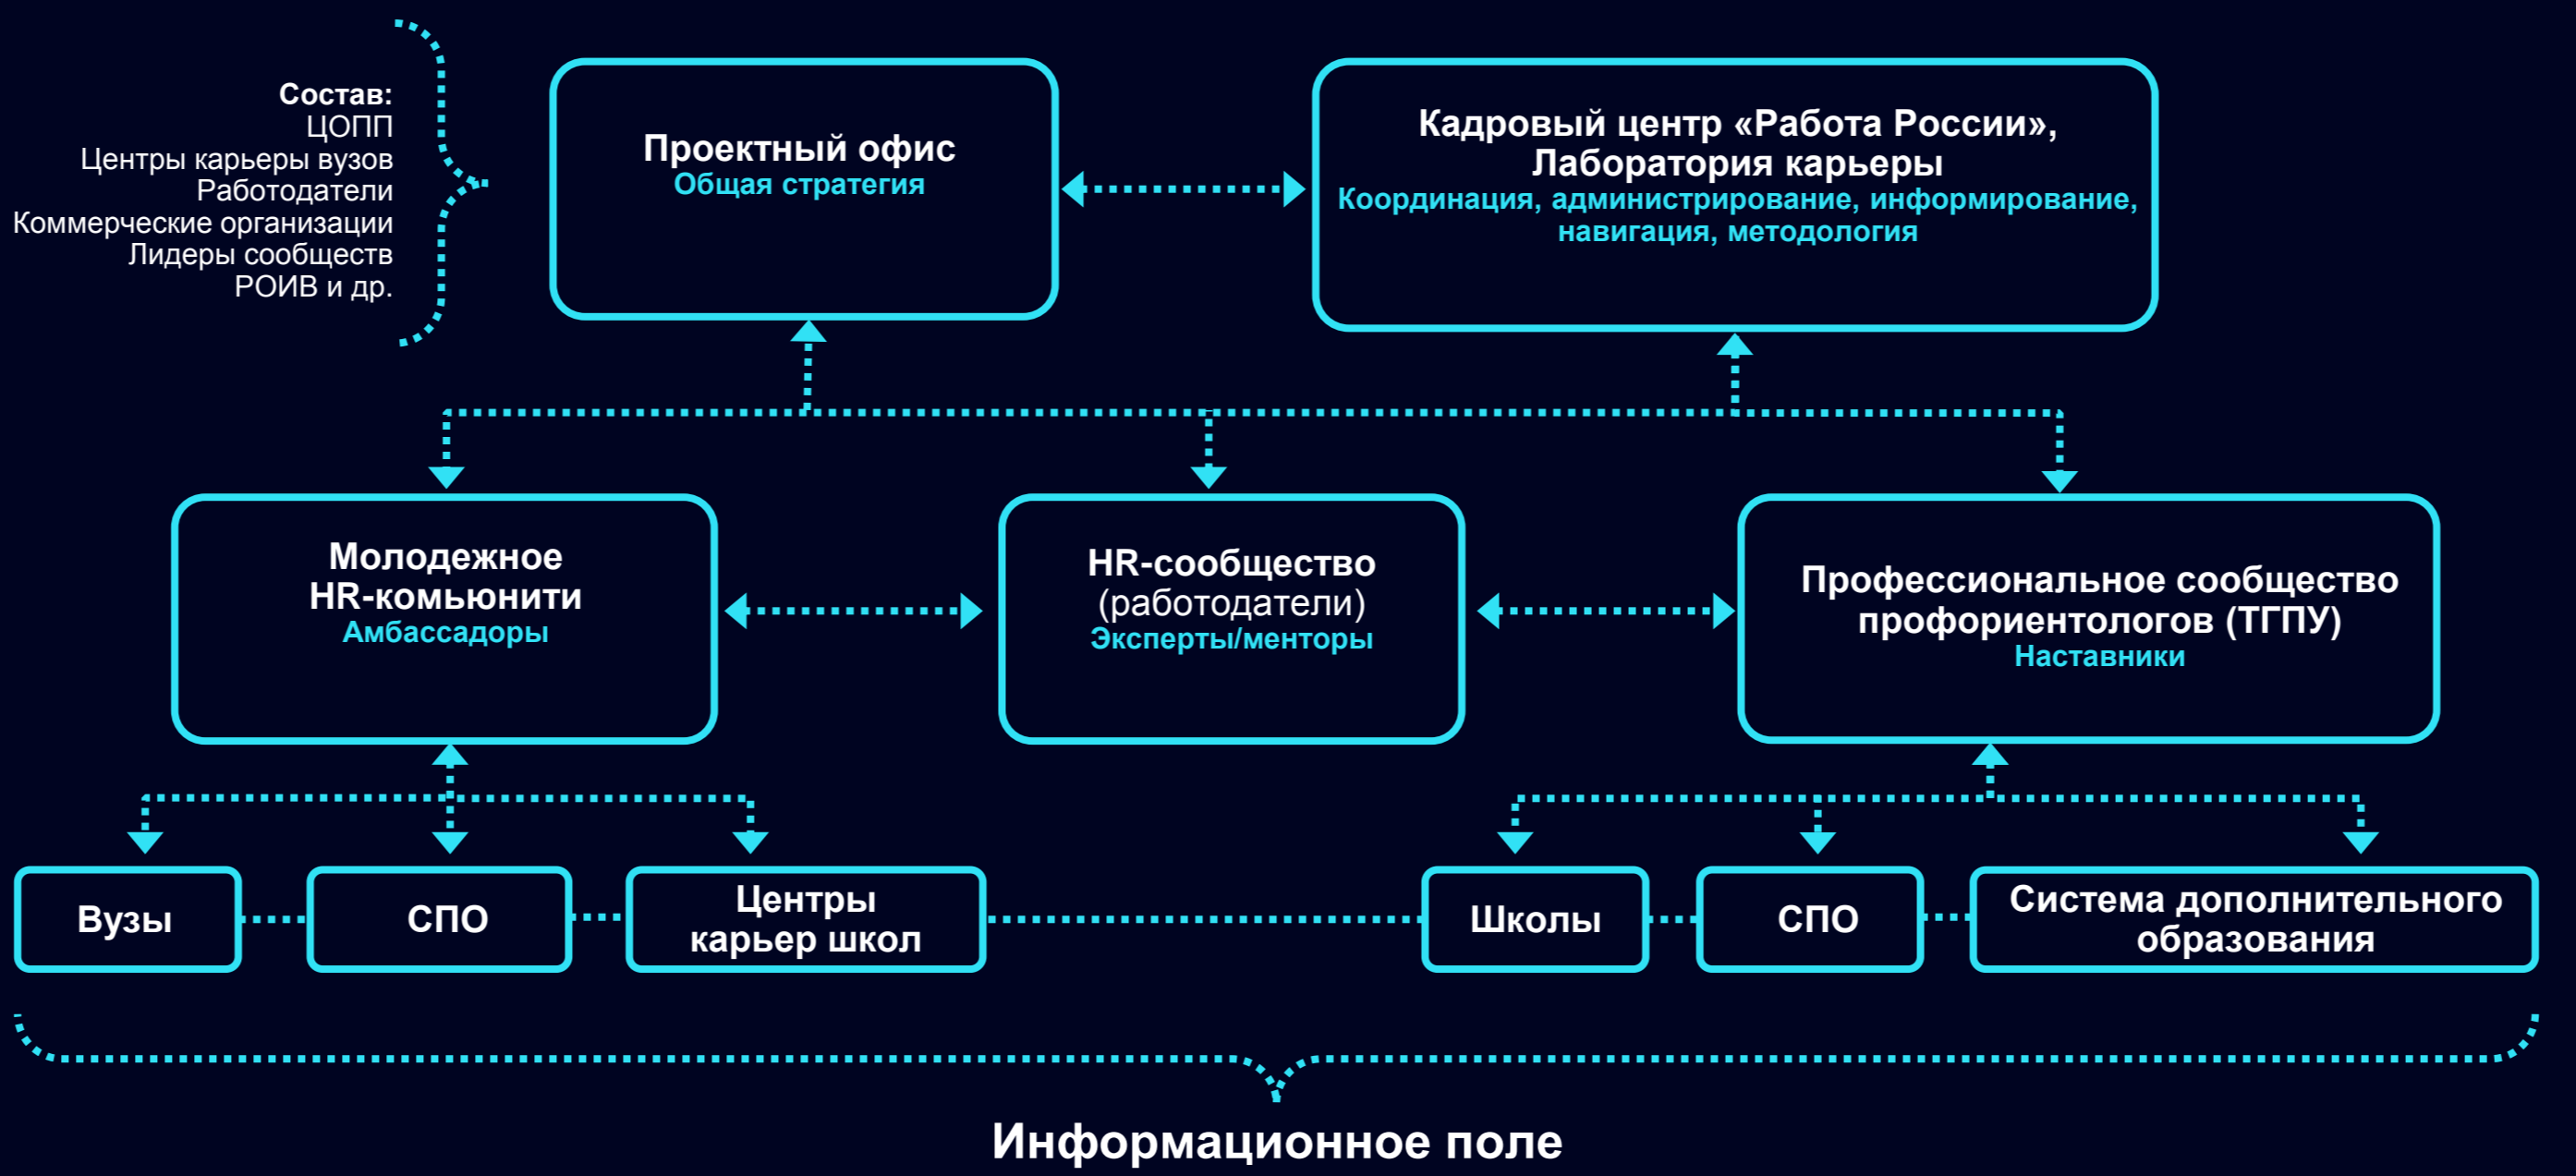 Состав:
ЦОПП
Центры карьеры вузов
Работодатели
Коммерческие организации
Лидеры сообществ
РОИВ и др.
Проектный офис
Общая стратегия
Кадровый центр «Работа России»,
Лаборатория карьеры
Координация, администрирование, информирование,
навигация, методология
Молодежное
HR-комьюнити
Амбассадоры
HR-сообщество
(работодатели)
Эксперты/менторы
Профессиональное сообщество
профориентологов (ТГПУ)
Наставники
Вузы
СПО
Центры
карьер школ
Школы
СПО
Система дополнительного
образования
Информационное поле